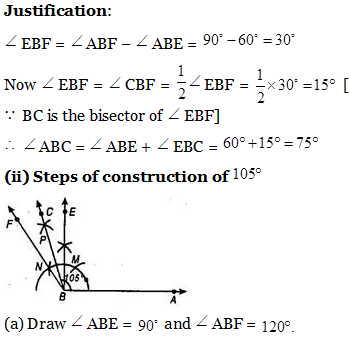 Justification:
∠EBF = ∠ABF − ∠ABE = 90° − 60° = 30°
Now ∠EBF = ∠CBF = 1/2 ∠EBF = 1/2 × 30° = 15° [
∵ BC is the bisector of ∠EBF]
∴ ∠ABC = ∠ABE + ∠EBC = 60° + 15° = 75°
(ii) Steps of construction of 105°
F C E
P
N M
105°
B A
(a) Draw ∠ABE = 90° and ∠ABF = 120°.